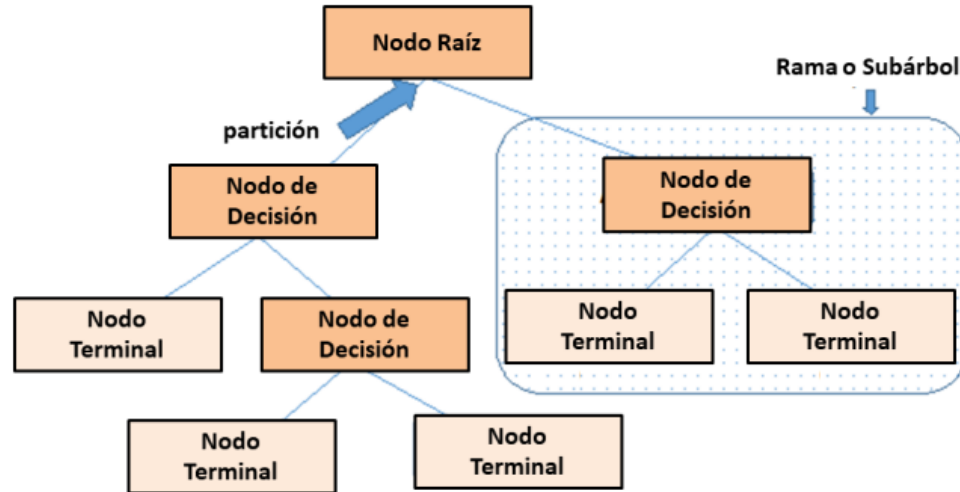 Nodo Raíz
Rama o Subárbol
partición
Nodo de
Decisión
Nodo de
Decisión
Nodo
Terminal
Nodo de
Decisión
Nodo
Terminal
Nodo
Terminal
Nodo
Terminal
Nodo
Terminal